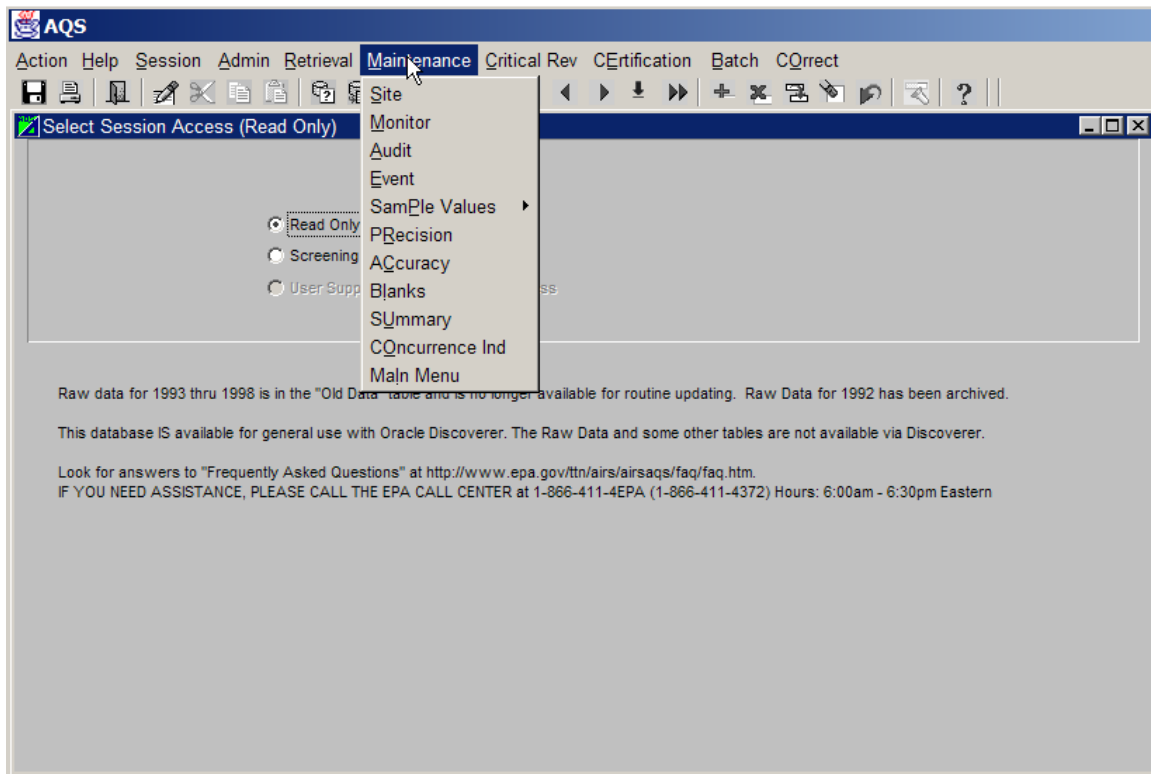 AQS
Action Help Session Admin Retrieval Maintenance Critical Rev CErtification Batch COrrect
Select Session Access (Read Only)
Site
Monitor
Audit
Event
SamPle Values
PRecision
ACcuracy
Blanks
SUmmary
COncurrence Ind
MaIn Menu
Read Only
Screening
User Supp ss
Raw data for 1993 thru 1998 is in the "Old Data" table and is no longer available for routine updating. Raw Data for 1992 has been archived.
This database IS available for general use with Oracle Discoverer. The Raw Data and some other tables are not available via Discoverer.
Look for answers to "Frequently Asked Questions" at http://www.epa.gov/ttn/airs/airsaqs/faq/faq.htm.
IF YOU NEED ASSISTANCE, PLEASE CALL THE EPA CALL CENTER at 1-866-411-4EPA (1-866-411-4372) Hours: 6:00am - 6:30pm Eastern